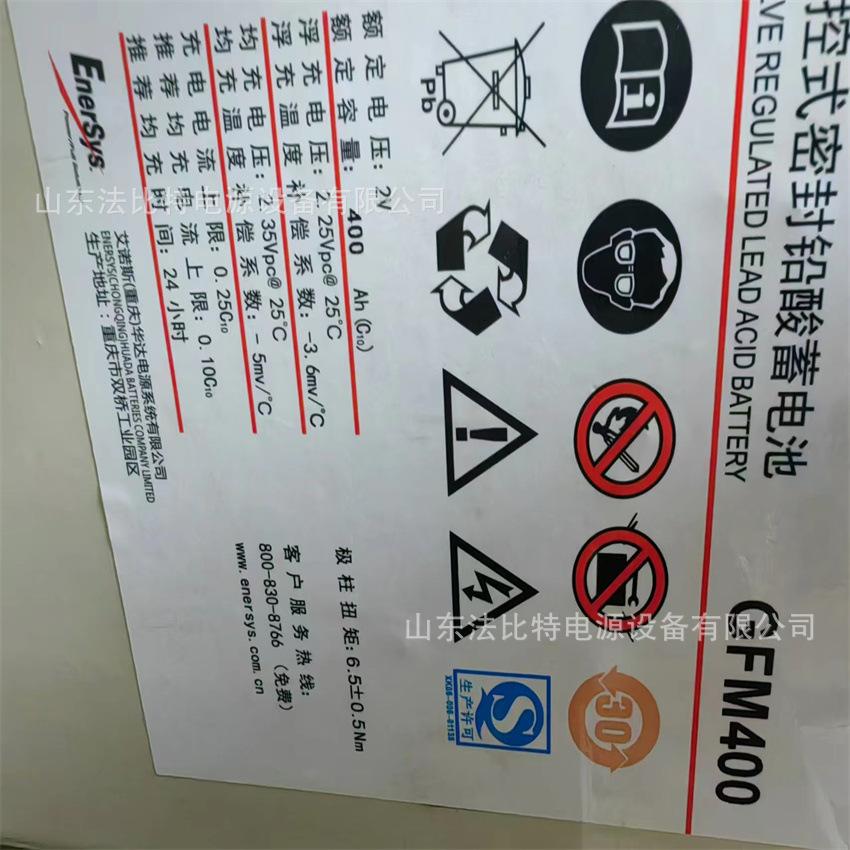 控式密封铅酸蓄电池
VE REGULATED LEAD ACID BATTERY
GFM400
Pb
30
生产许可
XK06-006-01135
额定电压: 2V
额定容量: 400 Ah(C10)
浮充电压: 2.25Vpc@ 25℃
浮充温度补偿系数: -3.6mv/℃
均充电压: 2.35Vpc@ 25℃
均充温度补偿系数: -5mv/℃
充电电流上限: 0.25C10
推荐均充电流上限: 0.10C10
推荐均充时间: 24小时
极柱扭矩: 6.5±0.5Nm
客户服务热线:
800-830-8766 (免费)
www.enersys.com.cn
EnerSys
艾诺斯(重庆)华达电源系统有限公司
ENERSYS(CHONGQING)HUADA BATTERIES COMPANY LIMITED
生产地址: 重庆市双桥工业园区
山东法比特电源设备有限公司
山东法比特电源设备有限公司